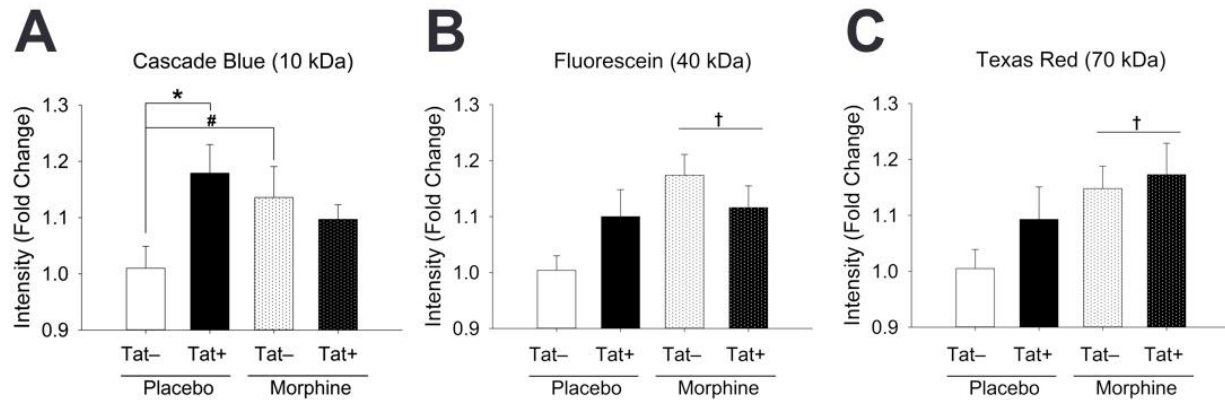 A
Cascade Blue (10 kDa)
Intensity (Fold Change)
1.3
1.2
1.1
1.0
0.9
*
#
Tat–
Tat+
Tat–
Tat+
Placebo
Morphine
B
Fluorescein (40 kDa)
Intensity (Fold Change)
1.3
1.2
1.1
1.0
0.9
†
Tat–
Tat+
Tat–
Tat+
Placebo
Morphine
C
Texas Red (70 kDa)
Intensity (Fold Change)
1.3
1.2
1.1
1.0
0.9
†
Tat–
Tat+
Tat–
Tat+
Placebo
Morphine